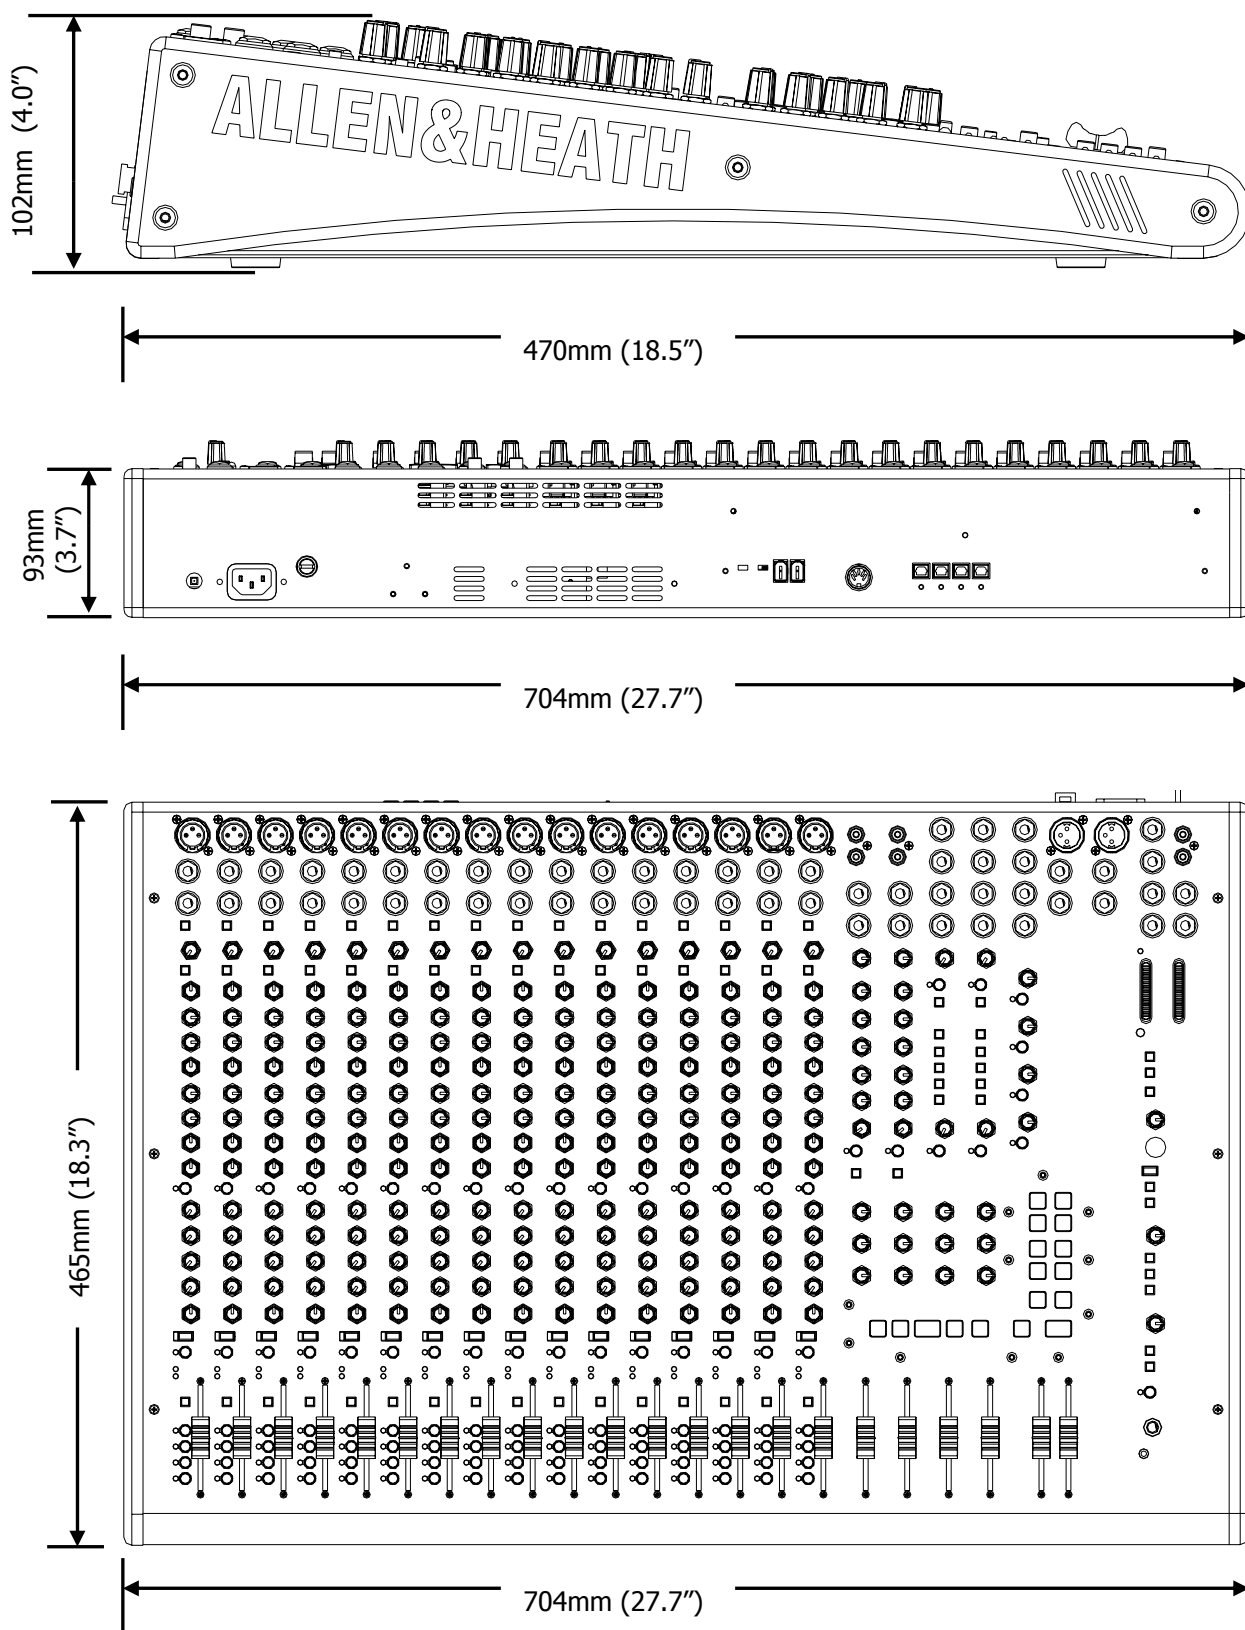 102mm (4.0”)
ALLEN&HEATH
470mm (18.5”)
93mm
(3.7”)
704mm (27.7”)
465mm (18.3”)
704mm (27.7”)